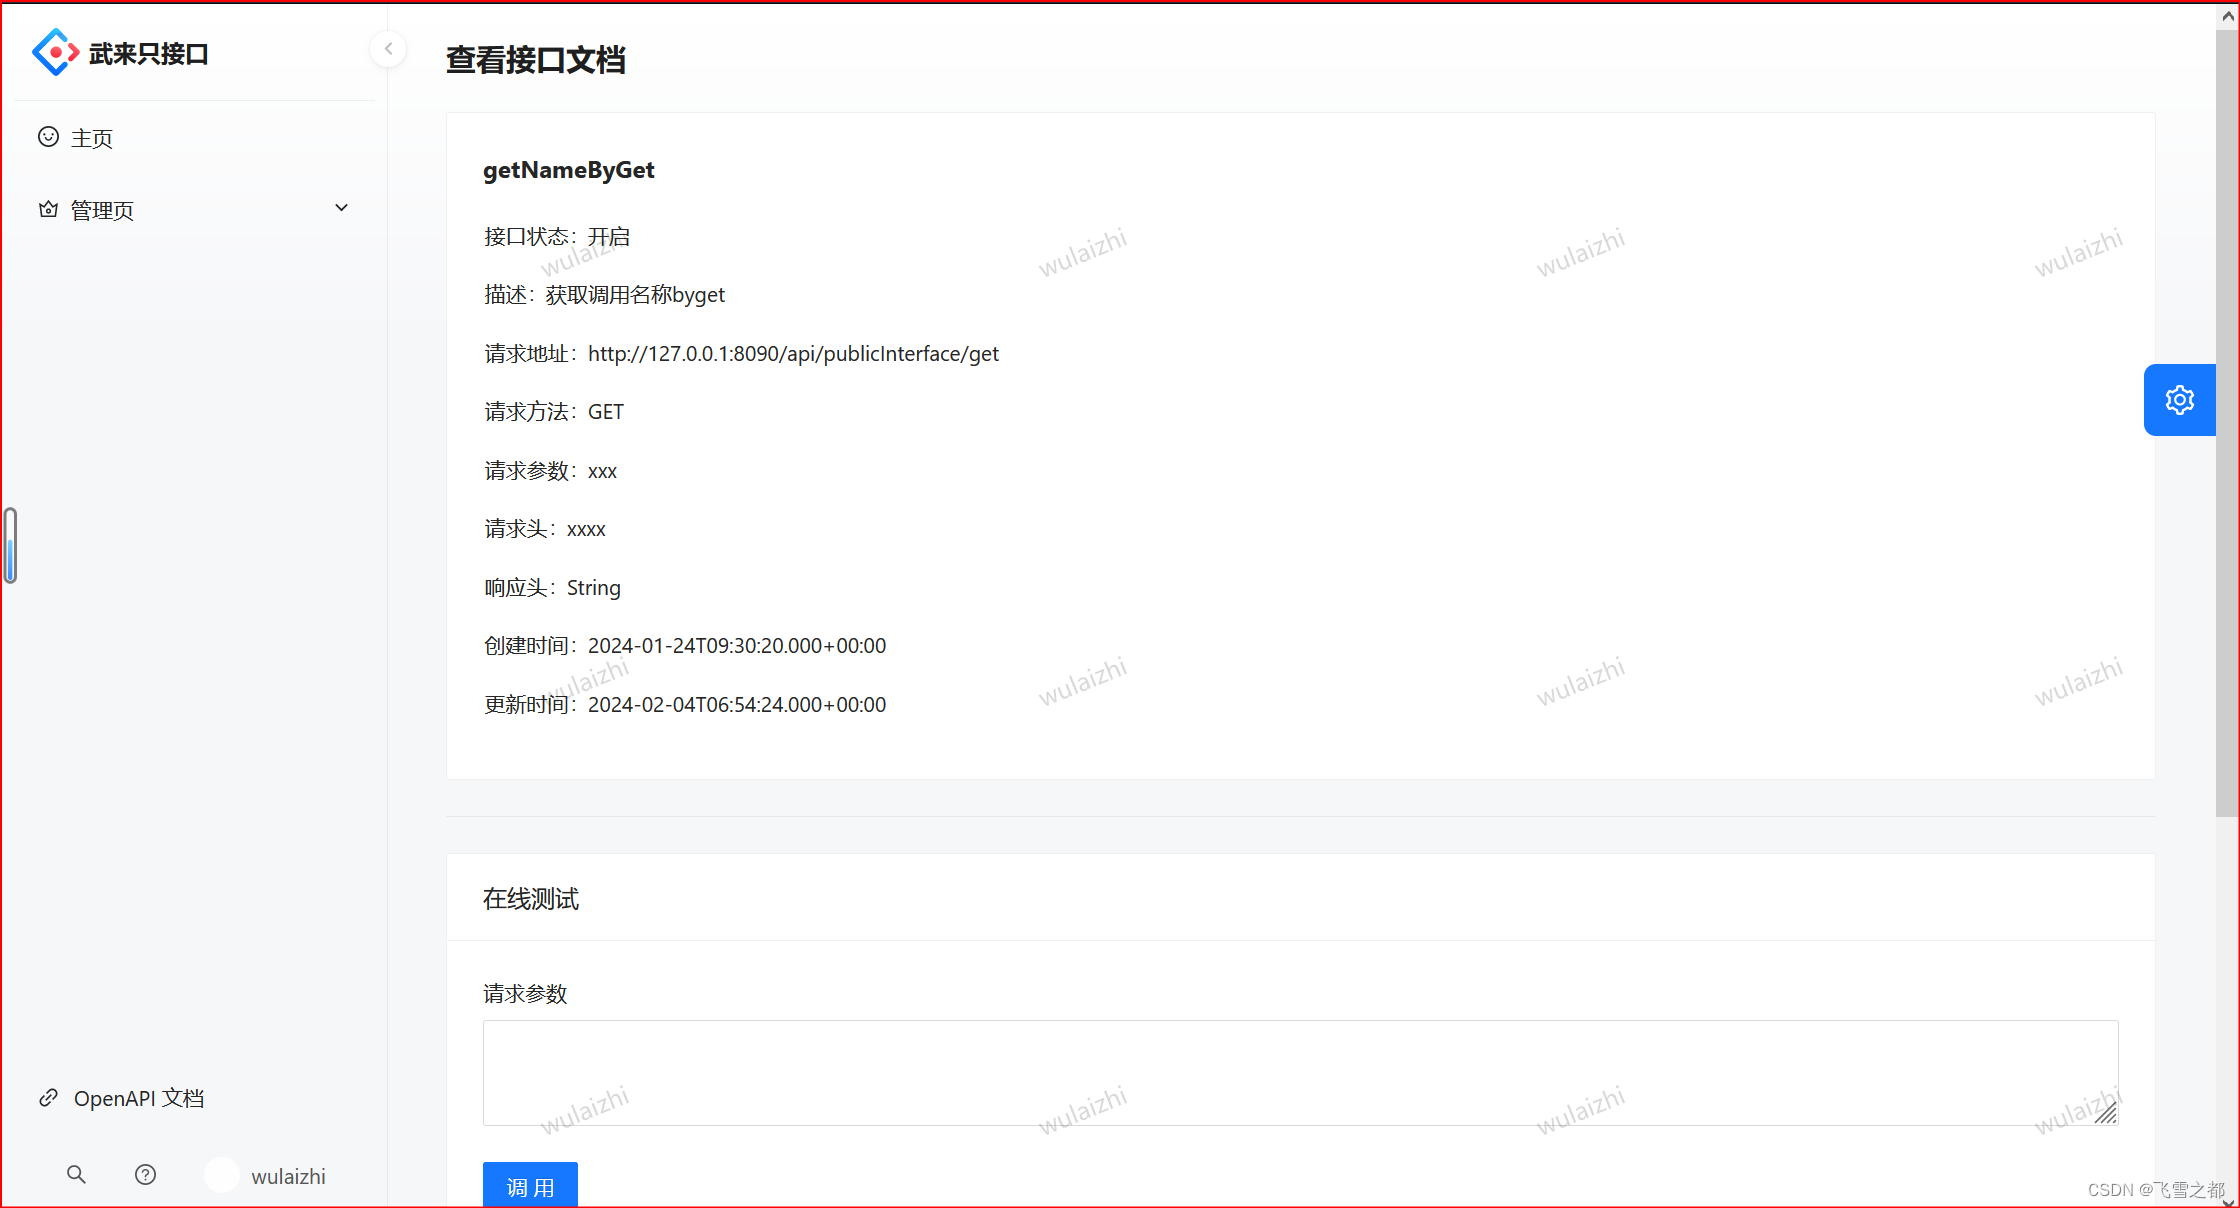 武来只接口
主页
管理页
OpenAPI 文档
wulaizhi
查看接口文档
getNameByGet
接口状态：开启
描述：获取调用名称byget
请求地址：http://127.0.0.1:8090/api/publicInterface/get
请求方法：GET
请求参数：xxx
请求头：xxxx
响应头：String
创建时间：2024-01-24T09:30:20.000+00:00
更新时间：2024-02-04T06:54:24.000+00:00
在线测试
请求参数
调 用
wulaizhi wulaizhi wulaizhi wulaizhi
wulaizhi wulaizhi wulaizhi wulaizhi
wulaizhi wulaizhi wulaizhi wulaizhi
CSDN @飞雪之都